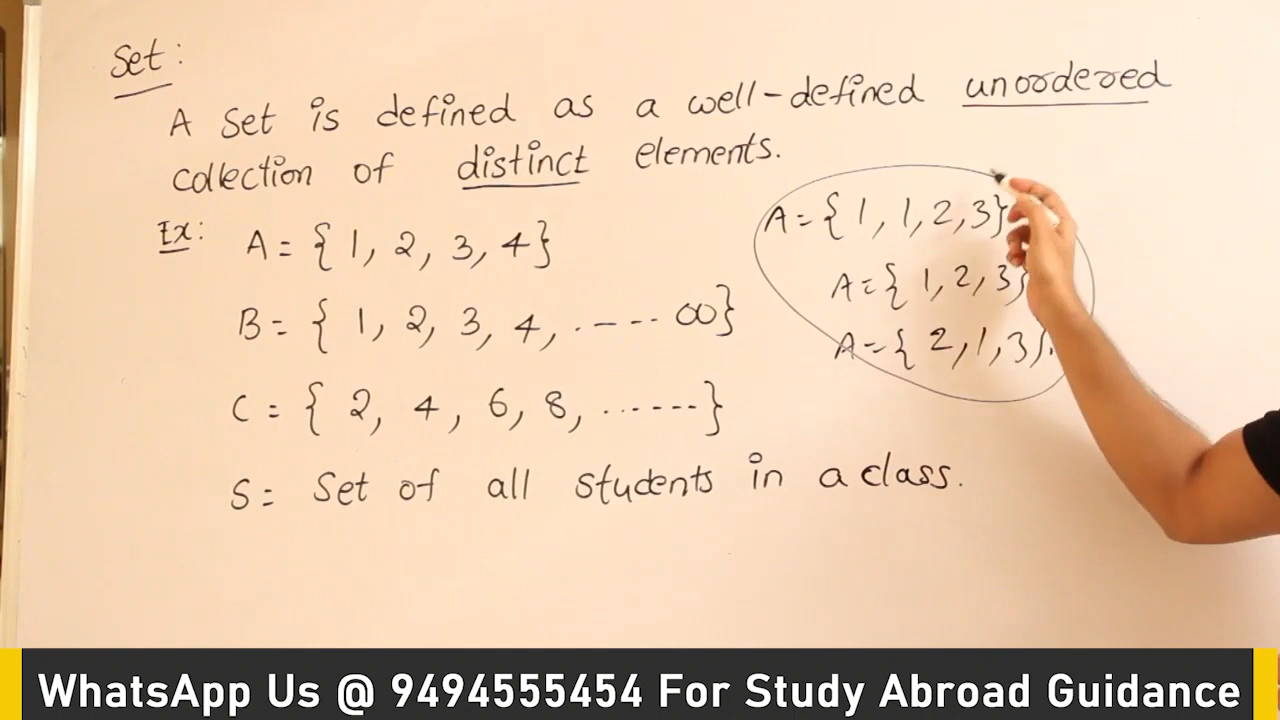 Set:
A Set is defined as a well-defined unordered
collection of distinct elements.
Ex: A = { 1, 2, 3, 4}
B = { 1, 2, 3, 4, ..--.. ∞}
C = { 2, 4, 6, 8, ......}
S = Set of all students in a class.
A = { 1, 1, 2, 3}
A = { 1, 2, 3}
A = { 2, 1, 3}.
WhatsApp Us @ 9494555454 For Study Abroad Guidance